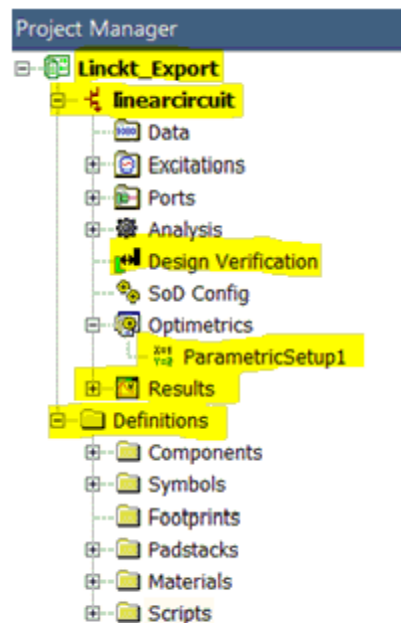 Project Manager
Linckt_Export
linearcircuit
Data
Excitations
Ports
Analysis
Design Verification
SoD Config
Optimetrics
ParametricSetup1
Results
Definitions
Components
Symbols
Footprints
Padstacks
Materials
Scripts